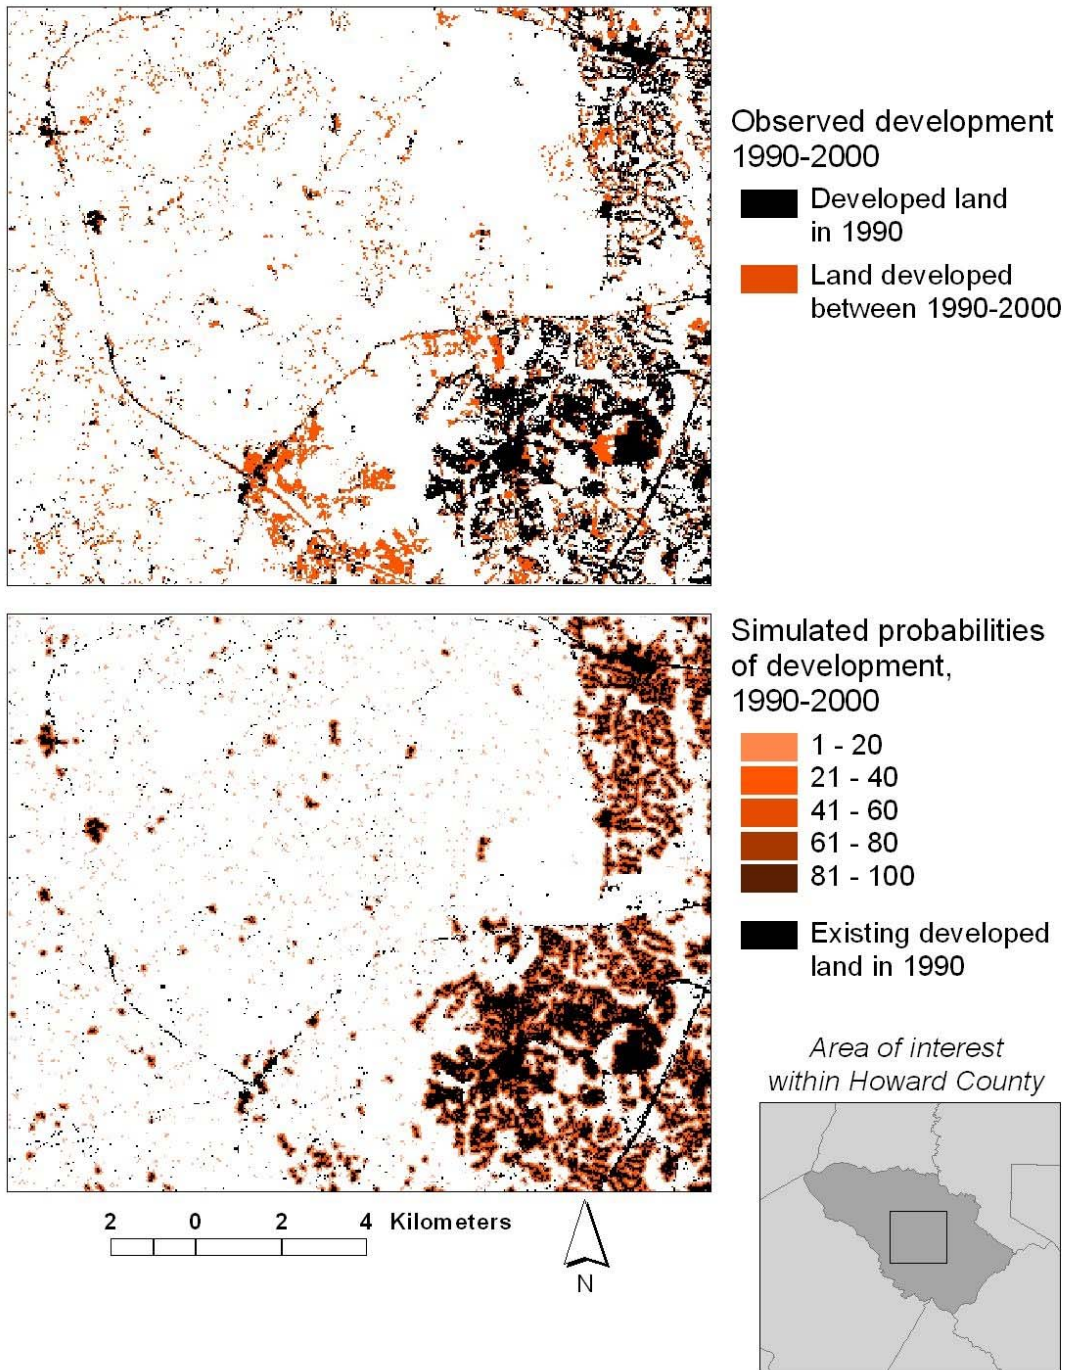 Observed development
1990-2000
Developed land
in 1990
Land developed
between 1990-2000
Simulated probabilities
of development,
1990-2000
1 - 20
21 - 40
41 - 60
61 - 80
81 - 100
Existing developed
land in 1990
Area of interest
within Howard County
2 0 2 4 Kilometers
N